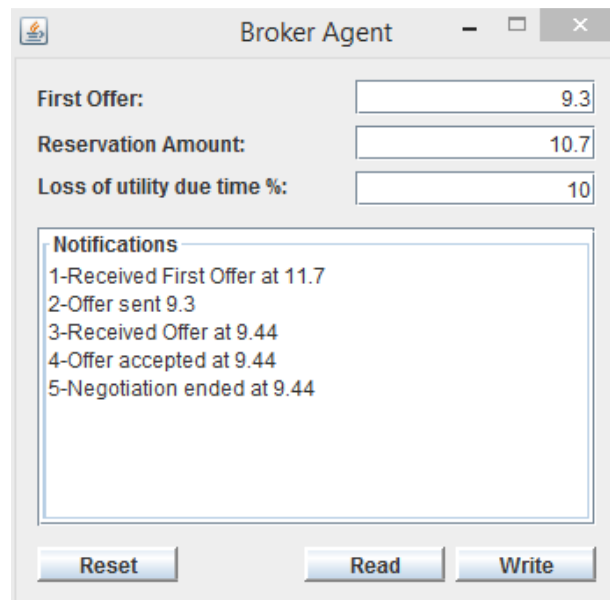 Broker Agent
First Offer: 9.3
Reservation Amount: 10.7
Loss of utility due time %: 10
Notifications
1-Received First Offer at 11.7
2-Offer sent 9.3
3-Received Offer at 9.44
4-Offer accepted at 9.44
5-Negotiation ended at 9.44
Reset Read Write